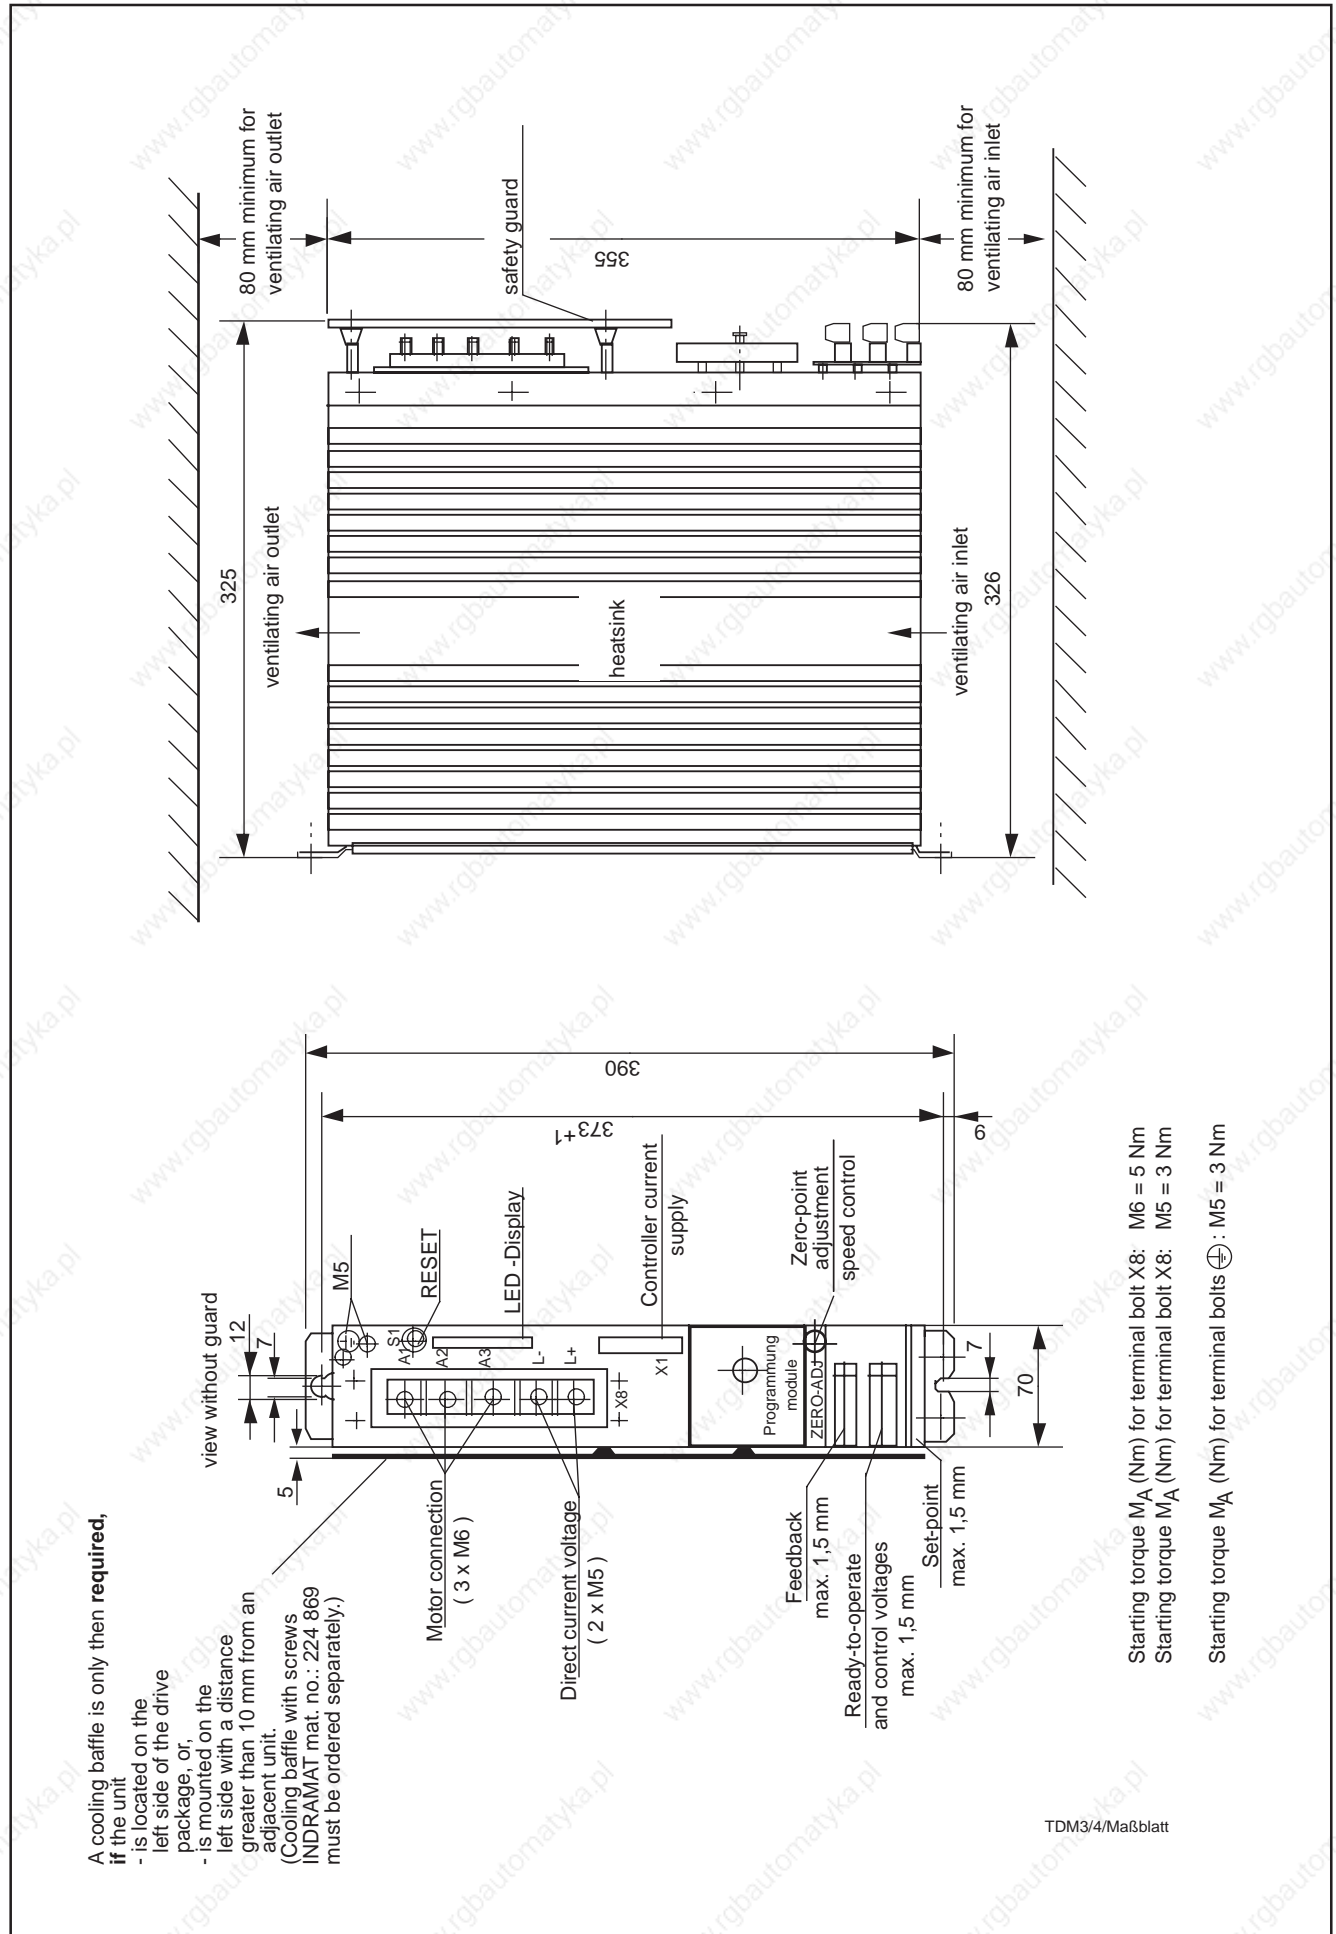 A cooling baffle is only then required,
if the unit
- is located on the
left side of the drive
package, or,
- is mounted on the
left side with a distance
greater than 10 mm from an
adjacent unit.
(Cooling baffle with screws
INDRAMAT mat. no.: 224 869
must be ordered separately.)
view without guard
12
7
5
M5
S1
RESET
A1
A2
A3
L-
L+
X8
LED -Display
X1
Controller current
supply
Programmung
module
ZERO-ADJ
Zero-point
adjustment
speed control
Motor connection
( 3 x M6 )
Direct current voltage
( 2 x M5 )
Feedback
max. 1,5 mm
Ready-to-operate
and control voltages
max. 1,5 mm
Set-point
max. 1,5 mm
7
70
9
373+1
390
80 mm minimum for
ventilating air outlet
325
ventilating air outlet
safety guard
355
heatsink
ventilating air inlet
326
80 mm minimum for
ventilating air inlet
Starting torque MA (Nm) for terminal bolt X8: M6 = 5 Nm
Starting torque MA (Nm) for terminal bolt X8: M5 = 3 Nm
Starting torque MA (Nm) for terminal bolts ⏚ : M5 = 3 Nm
TDM3/4/Maßblatt
www.rgbautomatyka.pl